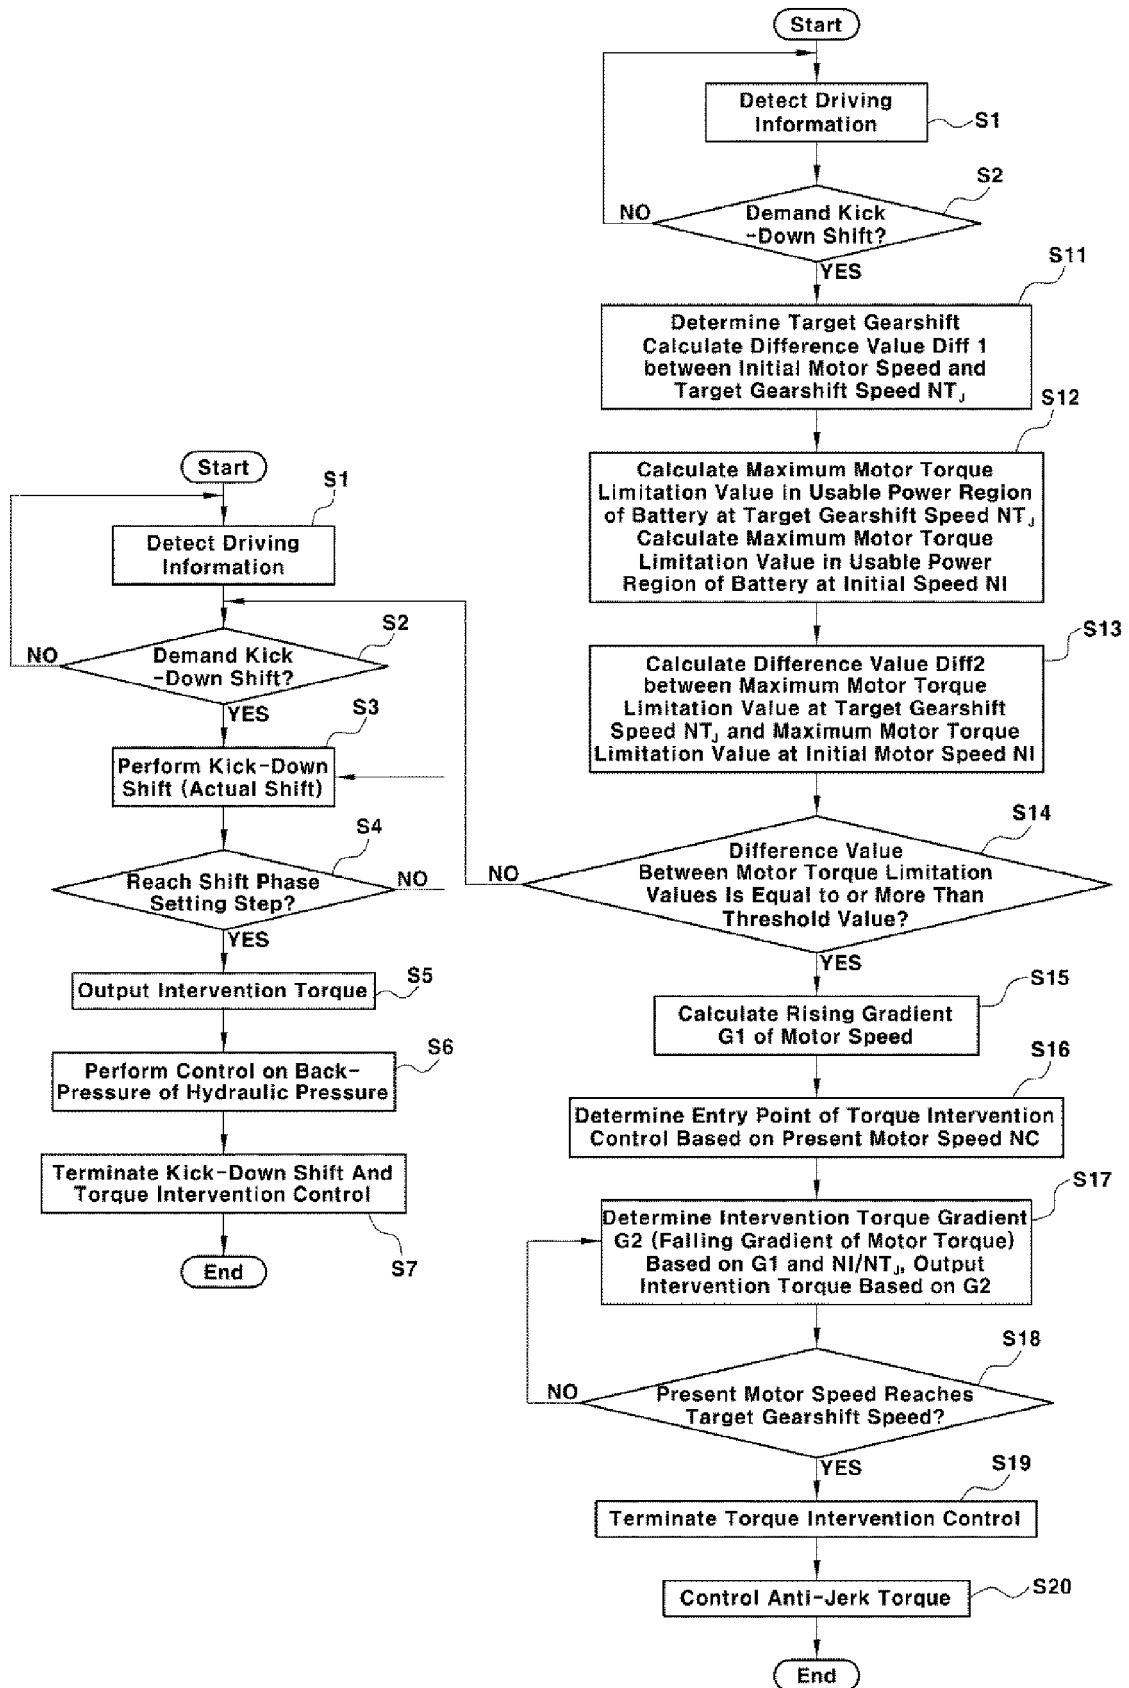 Start
Detect Driving
Information
S1
S2
NO
Demand Kick
-Down Shift?
YES
S11
Determine Target Gearshift
Calculate Difference Value Diff 1
between Initial Motor Speed and
Target Gearshift Speed NTJ
S12
Calculate Maximum Motor Torque
Limitation Value in Usable Power Region
of Battery at Target Gearshift Speed NTJ
Calculate Maximum Motor Torque
Limitation Value in Usable Power
Region of Battery at Initial Speed NI
S13
Calculate Difference Value Diff2
between Maximum Motor Torque
Limitation Value at Target Gearshift
Speed NTJ and Maximum Motor Torque
Limitation Value at Initial Motor Speed NI
S14
NO
Difference Value
Between Motor Torque Limitation
Values Is Equal to or More Than
Threshold Value?
YES
S15
Calculate Rising Gradient
G1 of Motor Speed
S16
Determine Entry Point of Torque Intervention
Control Based on Present Motor Speed NC
S17
Determine Intervention Torque Gradient
G2 (Falling Gradient of Motor Torque)
Based on G1 and NI/NTJ, Output
Intervention Torque Based on G2
S18
NO
Present Motor Speed Reaches
Target Gearshift Speed?
YES
S19
Terminate Torque Intervention Control
S20
Control Anti-Jerk Torque
End
Start
S1
Detect Driving
Information
S2
NO
Demand Kick
-Down Shift?
YES
S3
Perform Kick-Down
Shift (Actual Shift)
S4
Reach Shift Phase
Setting Step?
NO
YES
S5
Output Intervention Torque
S6
Perform Control on Back-
Pressure of Hydraulic Pressure
Terminate Kick-Down Shift And
Torque Intervention Control
S7
End